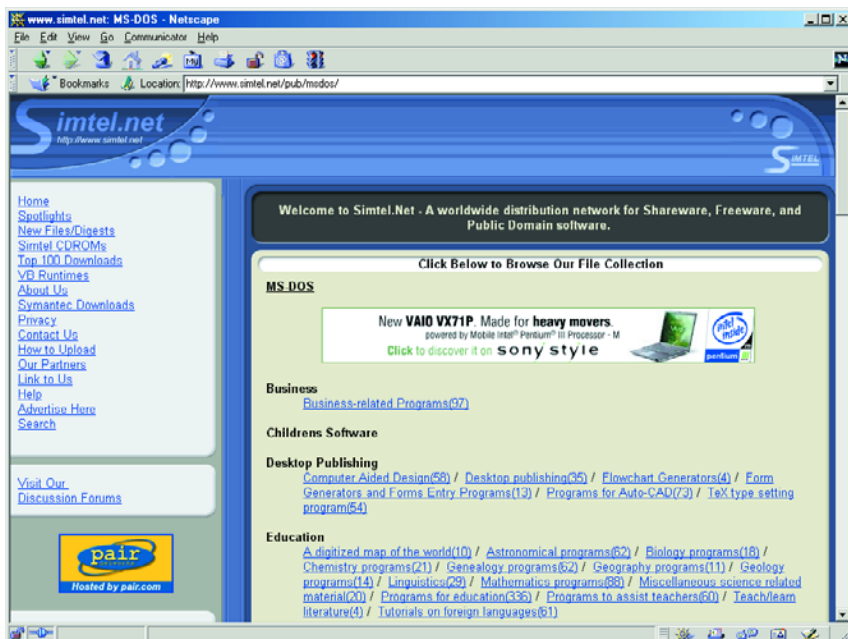 www.simtel.net: MS-DOS - Netscape
File Edit View Go Communicator Help
My
N
Bookmarks Location: http://www.simtel.net/pub/msdos/
Simtel.net
http://www.simtel.net
SIMTEL
Home
Spotlights
New Files/Digests
Simtel CDROMs
Top 100 Downloads
VB Runtimes
About Us
Symantec Downloads
Privacy
Contact Us
How to Upload
Our Partners
Link to Us
Help
Advertise Here
Search
Visit Our
Discussion Forums
pair
Networks
Hosted by pair.com
Welcome to Simtel.Net - A worldwide distribution network for Shareware, Freeware, and
Public Domain software.
Click Below to Browse Our File Collection
MS-DOS
New VAIO VX71P. Made for heavy movers.
powered by Mobile Intel® Pentium® III Processor - M
Click to discover it on sony style
intel
inside
pentium III
Business
Business-related Programs(97)
Childrens Software
Desktop Publishing
Computer Aided Design(58) / Desktop publishing(35) / Flowchart Generators(4) / Form
Generators and Forms Entry Programs(13) / Programs for Auto-CAD(73) / TeX type setting
program(54)
Education
A digitized map of the world(10) / Astronomical programs(62) / Biology programs(18) /
Chemistry programs(21) / Genealogy programs(62) / Geography programs(11) / Geology
programs(14) / Linguistics(29) / Mathematics programs(88) / Miscellaneous science related
material(20) / Programs for education(336) / Programs to assist teachers(60) / Teach/learn
literature(4) / Tutorials on foreign languages(61)